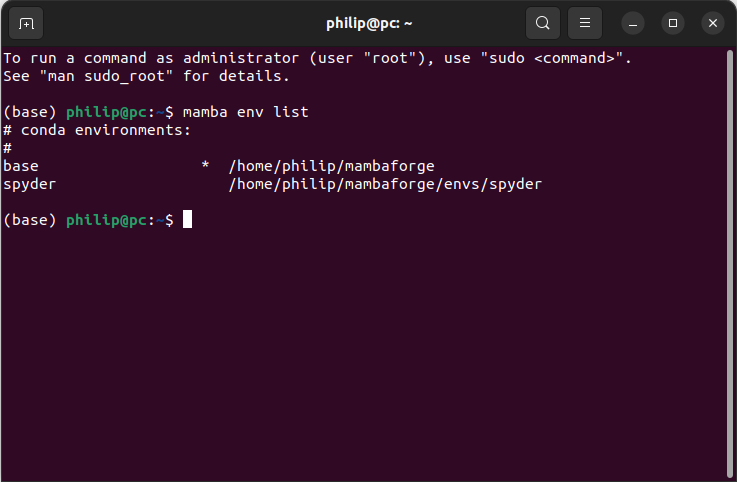 philip@pc: ~
To run a command as administrator (user "root"), use "sudo <command>".
See "man sudo_root" for details.
(base) philip@pc:~$ mamba env list
# conda environments:
#
base                  *  /home/philip/mambaforge
spyder                   /home/philip/mambaforge/envs/spyder
(base) philip@pc:~$